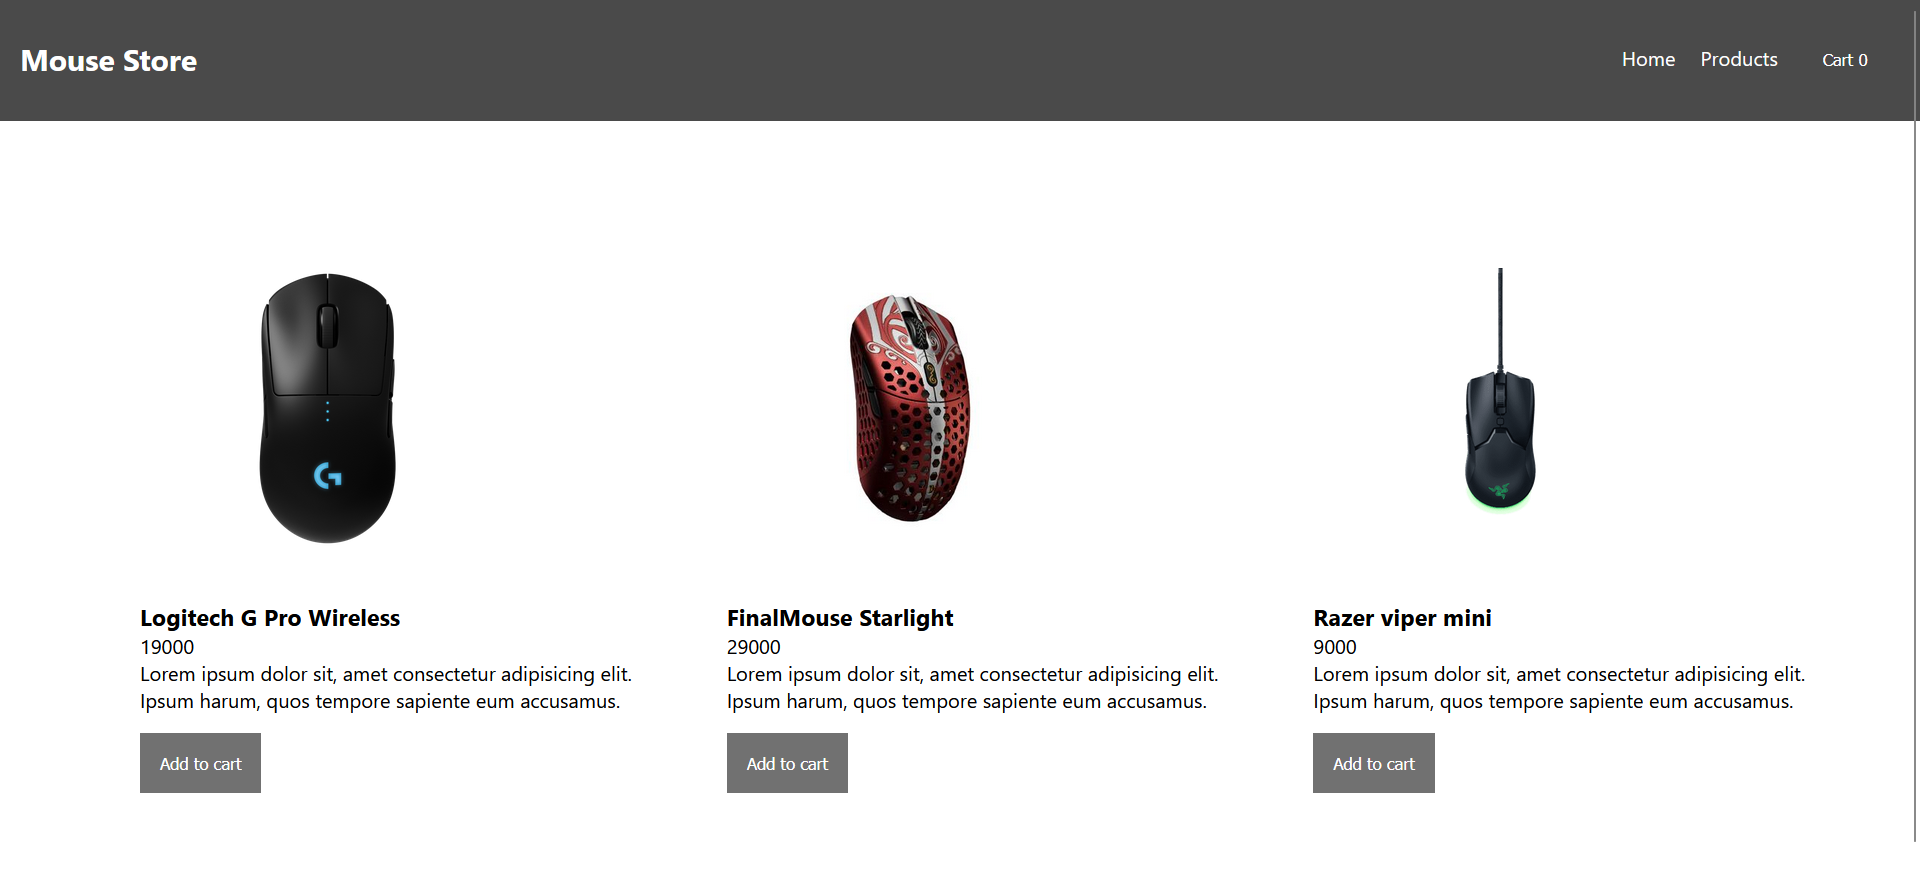 Mouse Store
Home Products Cart 0
Logitech G Pro Wireless
19000
Lorem ipsum dolor sit, amet consectetur adipisicing elit.
Ipsum harum, quos tempore sapiente eum accusamus.
Add to cart
FinalMouse Starlight
29000
Lorem ipsum dolor sit, amet consectetur adipisicing elit.
Ipsum harum, quos tempore sapiente eum accusamus.
Add to cart
Razer viper mini
9000
Lorem ipsum dolor sit, amet consectetur adipisicing elit.
Ipsum harum, quos tempore sapiente eum accusamus.
Add to cart